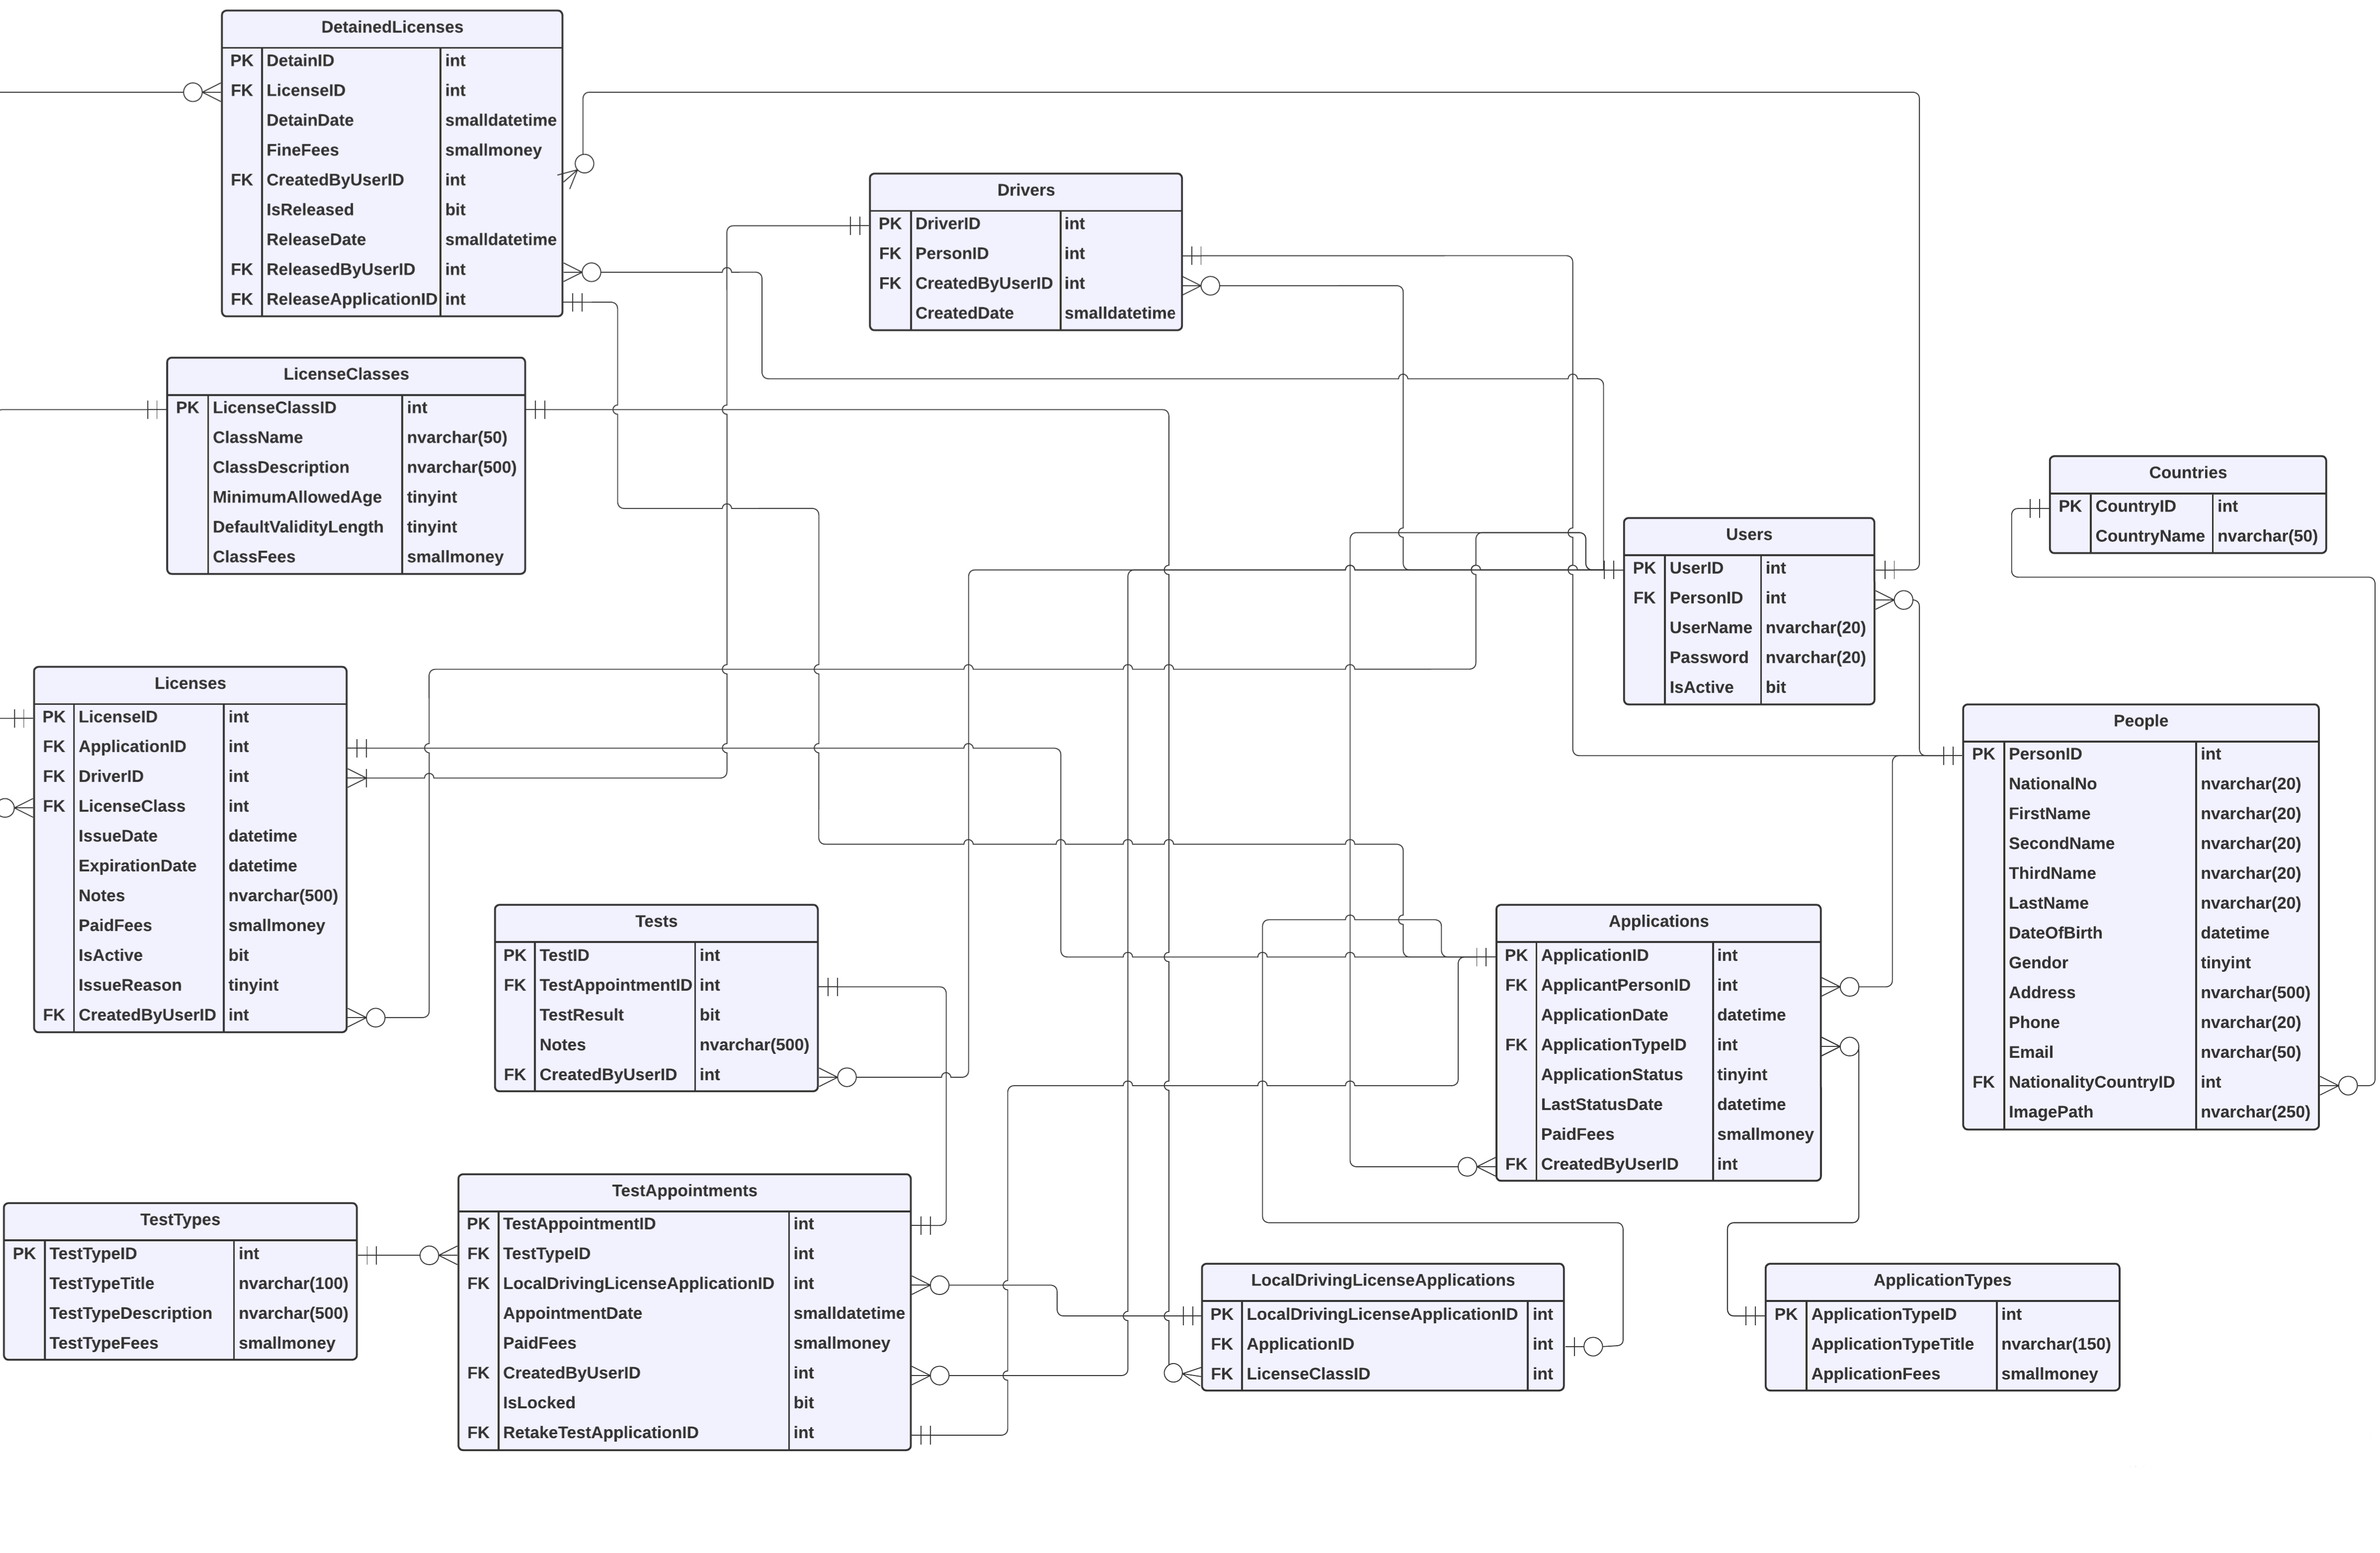 DetainedLicenses
PK DetainID int
FK LicenseID int
DetainDate smalldatetime
FineFees smallmoney
FK CreatedByUserID int
IsReleased bit
ReleaseDate smalldatetime
FK ReleasedByUserID int
FK ReleaseApplicationID int
Drivers
PK DriverID int
FK PersonID int
FK CreatedByUserID int
CreatedDate smalldatetime
LicenseClasses
PK LicenseClassID int
ClassName nvarchar(50)
ClassDescription nvarchar(500)
MinimumAllowedAge tinyint
DefaultValidityLength tinyint
ClassFees smallmoney
Countries
PK CountryID int
CountryName nvarchar(50)
Users
PK UserID int
FK PersonID int
UserName nvarchar(20)
Password nvarchar(20)
IsActive bit
Licenses
PK LicenseID int
FK ApplicationID int
FK DriverID int
FK LicenseClass int
IssueDate datetime
ExpirationDate datetime
Notes nvarchar(500)
PaidFees smallmoney
IsActive bit
IssueReason tinyint
FK CreatedByUserID int
People
PK PersonID int
NationalNo nvarchar(20)
FirstName nvarchar(20)
SecondName nvarchar(20)
ThirdName nvarchar(20)
LastName nvarchar(20)
DateOfBirth datetime
Gendor tinyint
Address nvarchar(500)
Phone nvarchar(20)
Email nvarchar(50)
FK NationalityCountryID int
ImagePath nvarchar(250)
Tests
PK TestID int
FK TestAppointmentID int
TestResult bit
Notes nvarchar(500)
FK CreatedByUserID int
Applications
PK ApplicationID int
FK ApplicantPersonID int
ApplicationDate datetime
FK ApplicationTypeID int
ApplicationStatus tinyint
LastStatusDate datetime
PaidFees smallmoney
FK CreatedByUserID int
TestTypes
PK TestTypeID int
TestTypeTitle nvarchar(100)
TestTypeDescription nvarchar(500)
TestTypeFees smallmoney
TestAppointments
PK TestAppointmentID int
FK TestTypeID int
FK LocalDrivingLicenseApplicationID int
AppointmentDate smalldatetime
PaidFees smallmoney
FK CreatedByUserID int
IsLocked bit
FK RetakeTestApplicationID int
LocalDrivingLicenseApplications
PK LocalDrivingLicenseApplicationID int
FK ApplicationID int
FK LicenseClassID int
ApplicationTypes
PK ApplicationTypeID int
ApplicationTypeTitle nvarchar(150)
ApplicationFees smallmoney